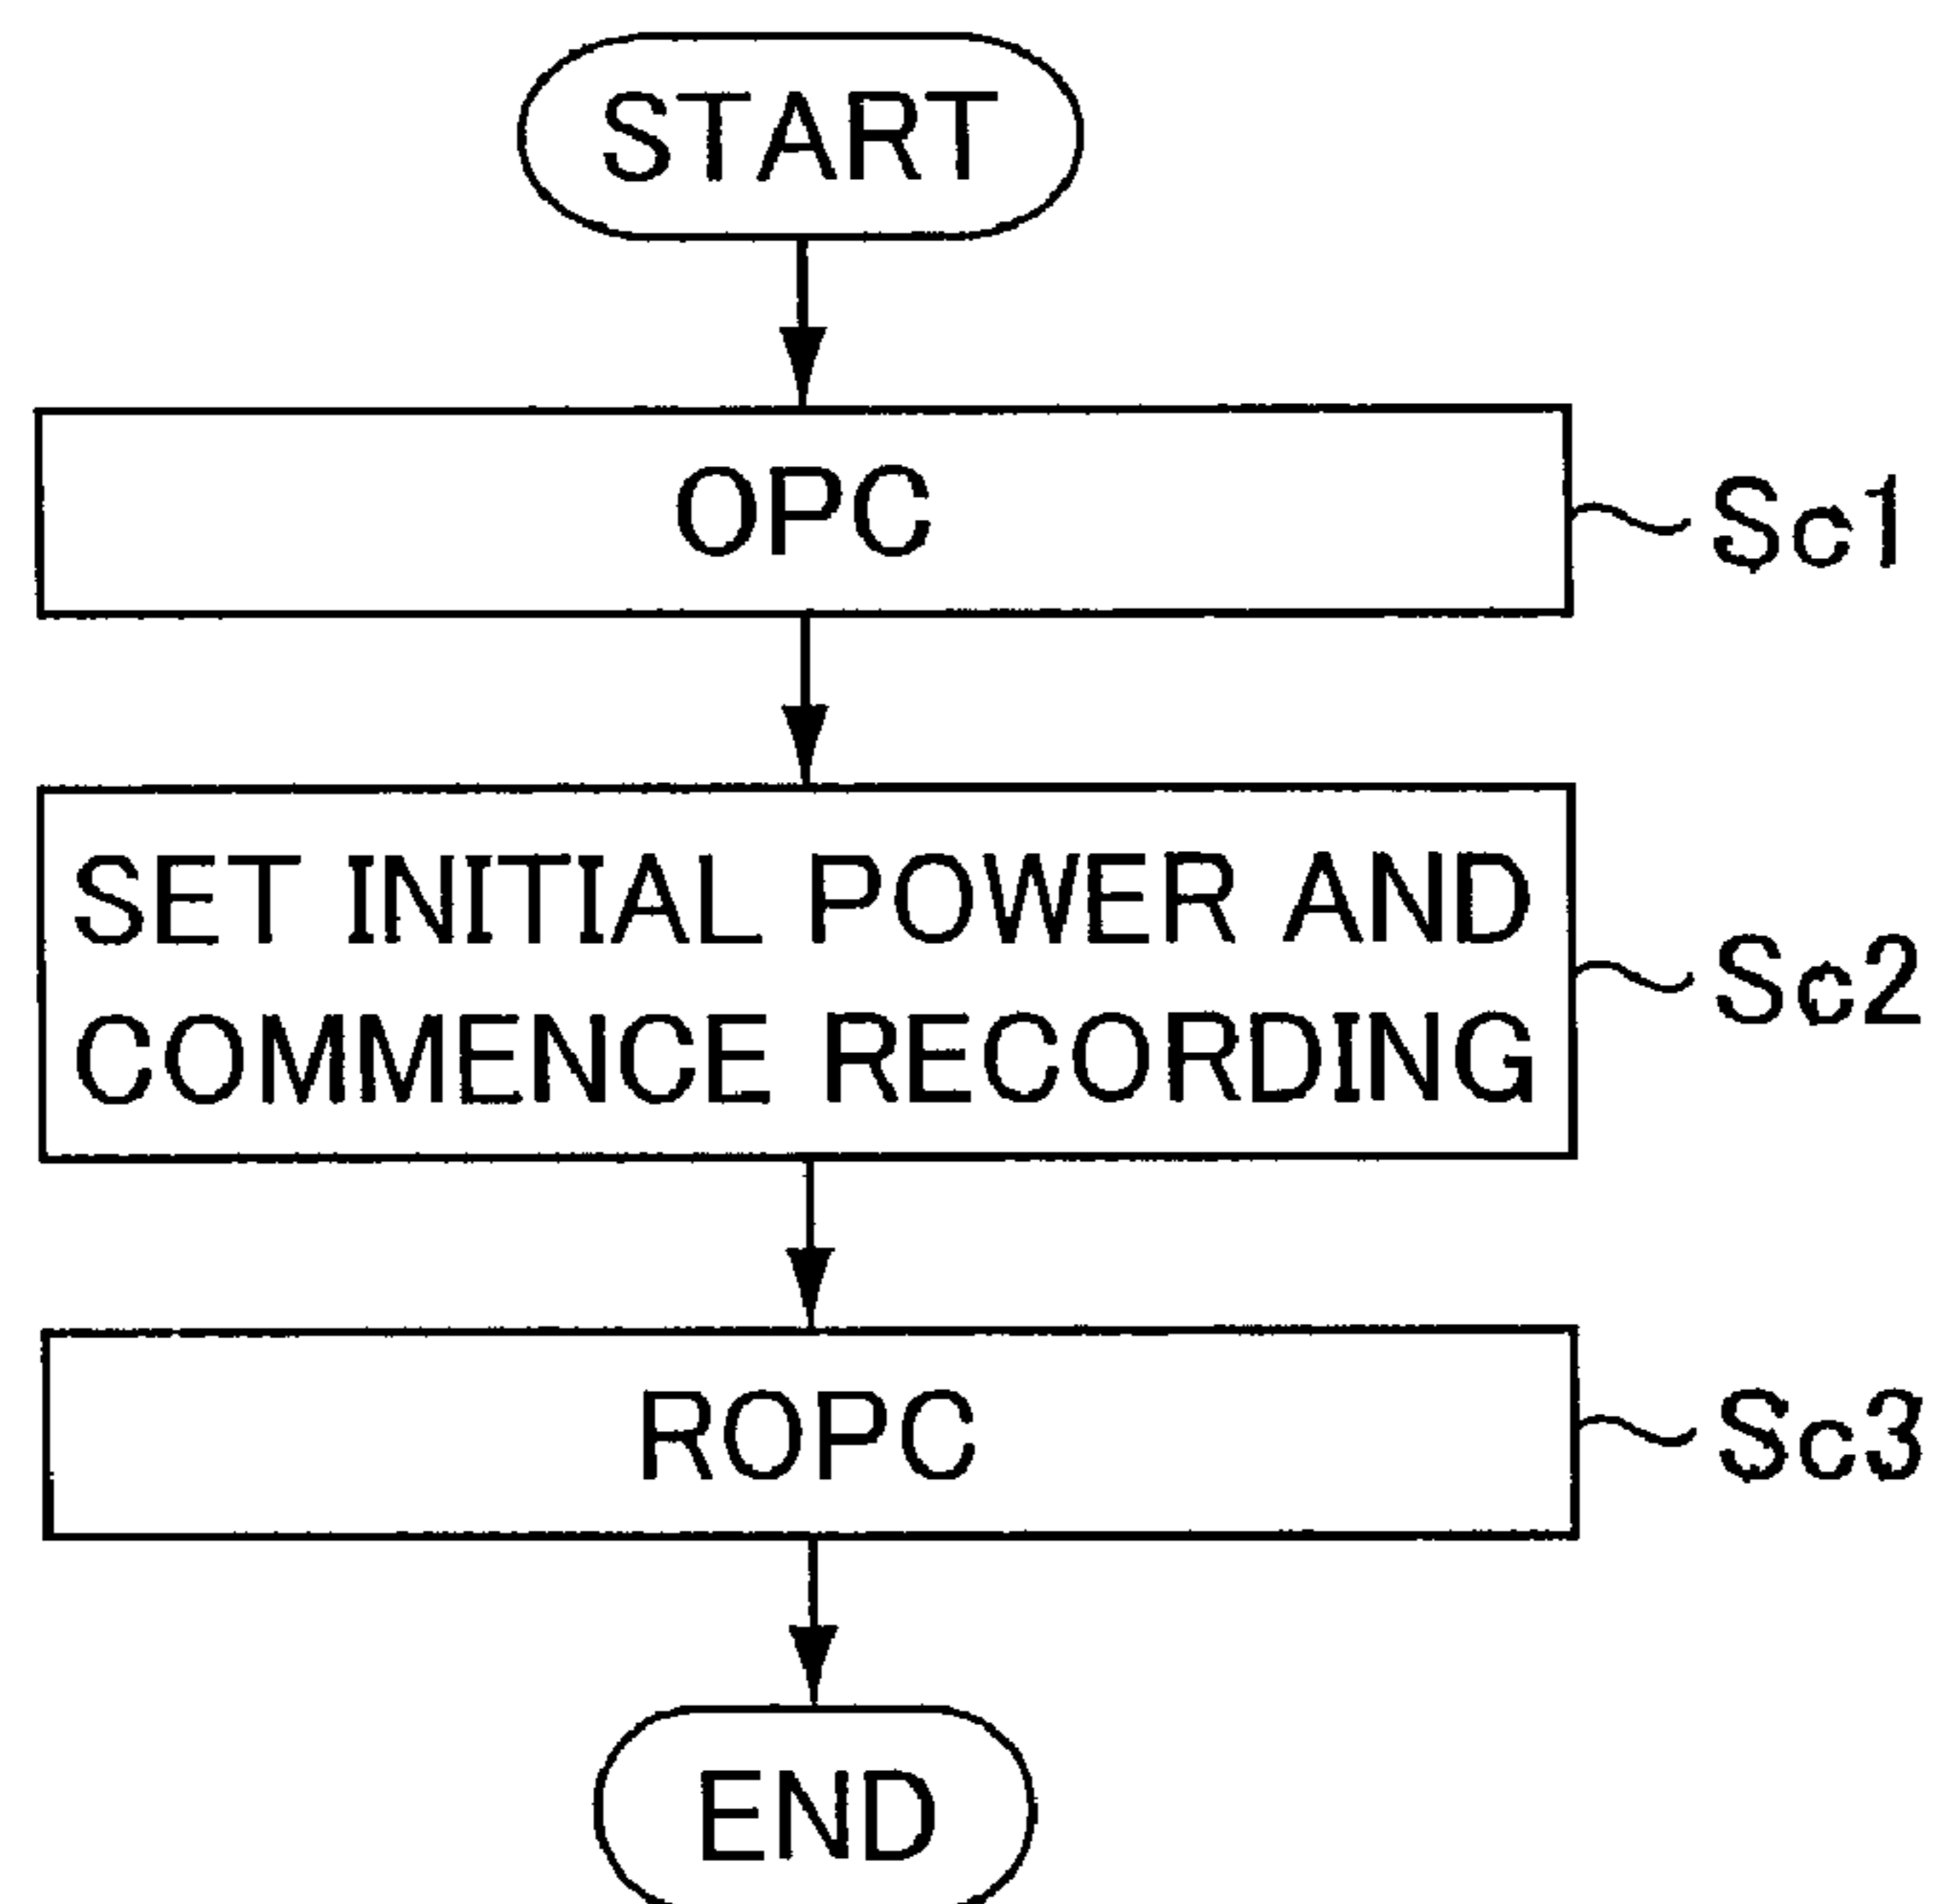 START
OPC
Sc1
SET INITIAL POWER AND
COMMENCE RECORDING
Sc2
ROPC
Sc3
END